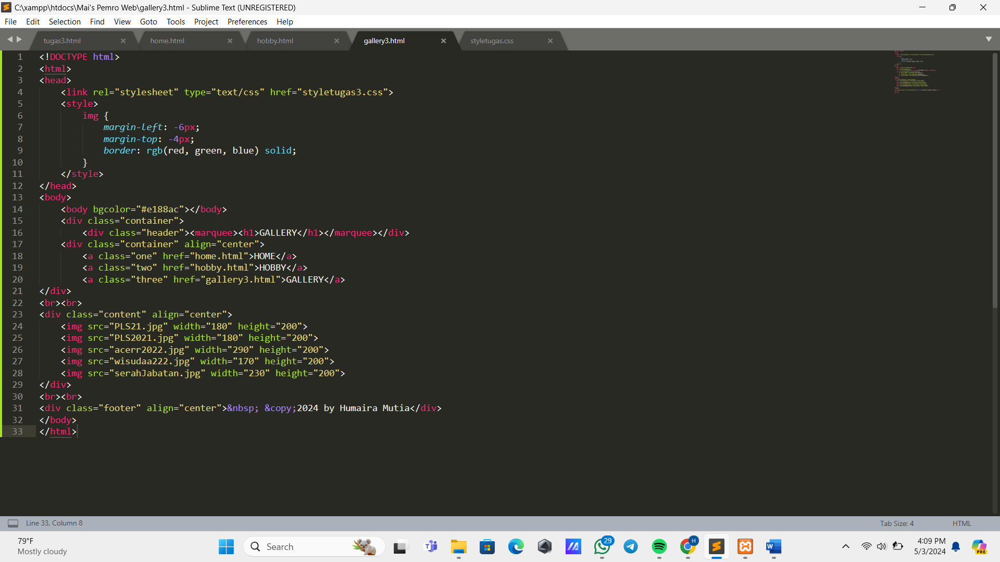 C:\xampp\htdocs\Mai's Pemro Web\gallery3.html - Sublime Text (UNREGISTERED)
File Edit Selection Find View Goto Tools Project Preferences Help
tugas3.html home.html hobby.html gallery3.html styletugas.css
1 <!DOCTYPE html>
2 <html>
3 <head>
4 <link rel="stylesheet" type="text/css" href="styletugas3.css">
5 <style>
6 img {
7 margin-left: -6px;
8 margin-top: -4px;
9 border: rgb(red, green, blue) solid;
10 }
11 </style>
12 </head>
13 <body>
14 <body bgcolor="#e188ac"></body>
15 <div class="container">
16 <div class="header"><marquee><h1>GALLERY</h1></marquee></div>
17 <div class="container" align="center">
18 <a class="one" href="home.html">HOME</a>
19 <a class="two" href="hobby.html">HOBBY</a>
20 <a class="three" href="gallery3.html">GALLERY</a>
21 </div>
22 <br><br>
23 <div class="content" align="center">
24 <img src="PLS21.jpg" width="180" height="200">
25 <img src="PLS2021.jpg" width="180" height="200">
26 <img src="acerr2022.jpg" width="290" height="200">
27 <img src="wisudaa222.jpg" width="170" height="200">
28 <img src="serahJabatan.jpg" width="230" height="200">
29 </div>
30 <br><br>
31 <div class="footer" align="center">&nbsp; &copy;2024 by Humaira Mutia</div>
32 </body>
33 </html>
Line 33, Column 8 Tab Size: 4 HTML
79°F
Mostly cloudy
Search
29
H
4:09 PM
5/3/2024
PRE